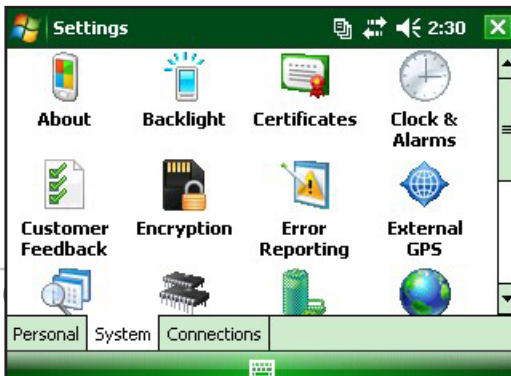 Settings
2:30
About
Backlight
Certificates
Clock &
Alarms
Customer
Feedback
Encryption
Error
Reporting
External
GPS
Personal
System
Connections